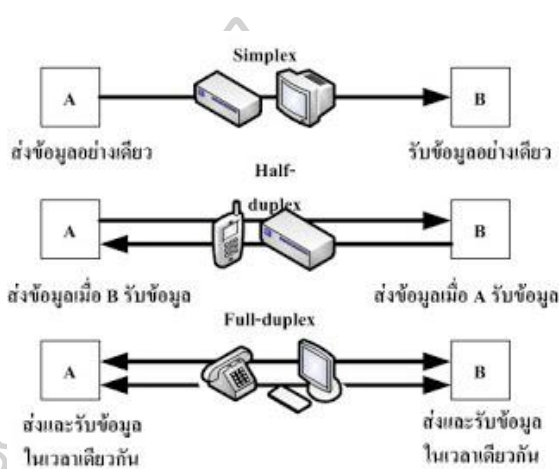 Simplex
A
B
ส่งข้อมูลอย่างเดียว
รับข้อมูลอย่างเดียว
Half-
duplex
A
B
ส่งข้อมูลเมื่อ B รับข้อมูล
ส่งข้อมูลเมื่อ A รับข้อมูล
Full-duplex
A
B
ส่งและรับข้อมูล
ในเวลาเดียวกัน
ส่งและรับข้อมูล
ในเวลาเดียวกัน